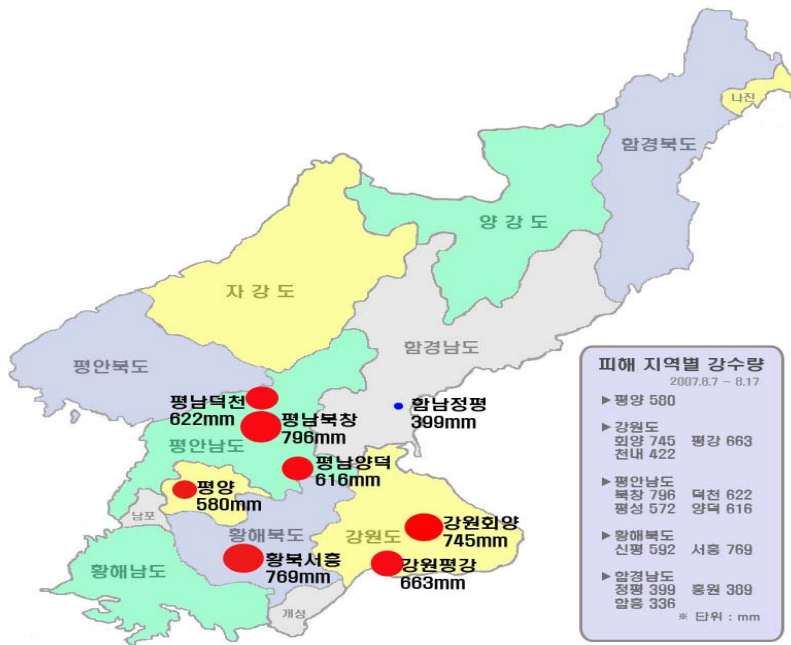 나진
함경북도
양강도
자강도
함경남도
평안북도
평남덕천
622mm
함남정평
399mm
평남북창
796mm
평안남도
평남양덕
616mm
평양
580mm
남포
황해북도
강원도
강원회양
745mm
황해남도
황북서흥
769mm
강원평강
663mm
개성
피해 지역별 강수량
2007.8.7 ~ 8.17
▶평양 580
▶강원도
회양 745 평강 663
천내 422
▶평안남도
북창 796 덕천 622
평성 572 양덕 616
▶황해북도
신평 592 서흥 769
▶함경남도
정평 399 홍원 389
함흥 336
※ 단위 : mm